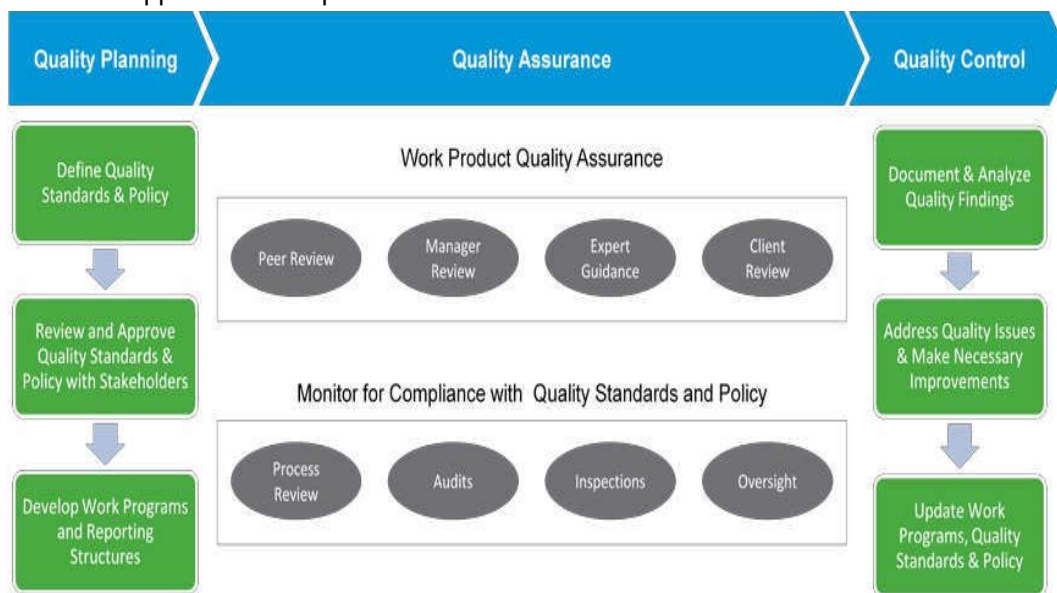 Quality Planning
Quality Assurance
Quality Control
Define Quality
Standards & Policy
Review and Approve
Quality Standards &
Policy with Stakeholders
Develop Work Programs
and Reporting
Structures
Work Product Quality Assurance
Peer Review
Manager
Review
Expert
Guidance
Client
Review
Monitor for Compliance with Quality Standards and Policy
Process
Review
Audits
Inspections
Oversight
Document & Analyze
Quality Findings
Address Quality Issues
& Make Necessary
Improvements
Update Work
Programs, Quality
Standards & Policy